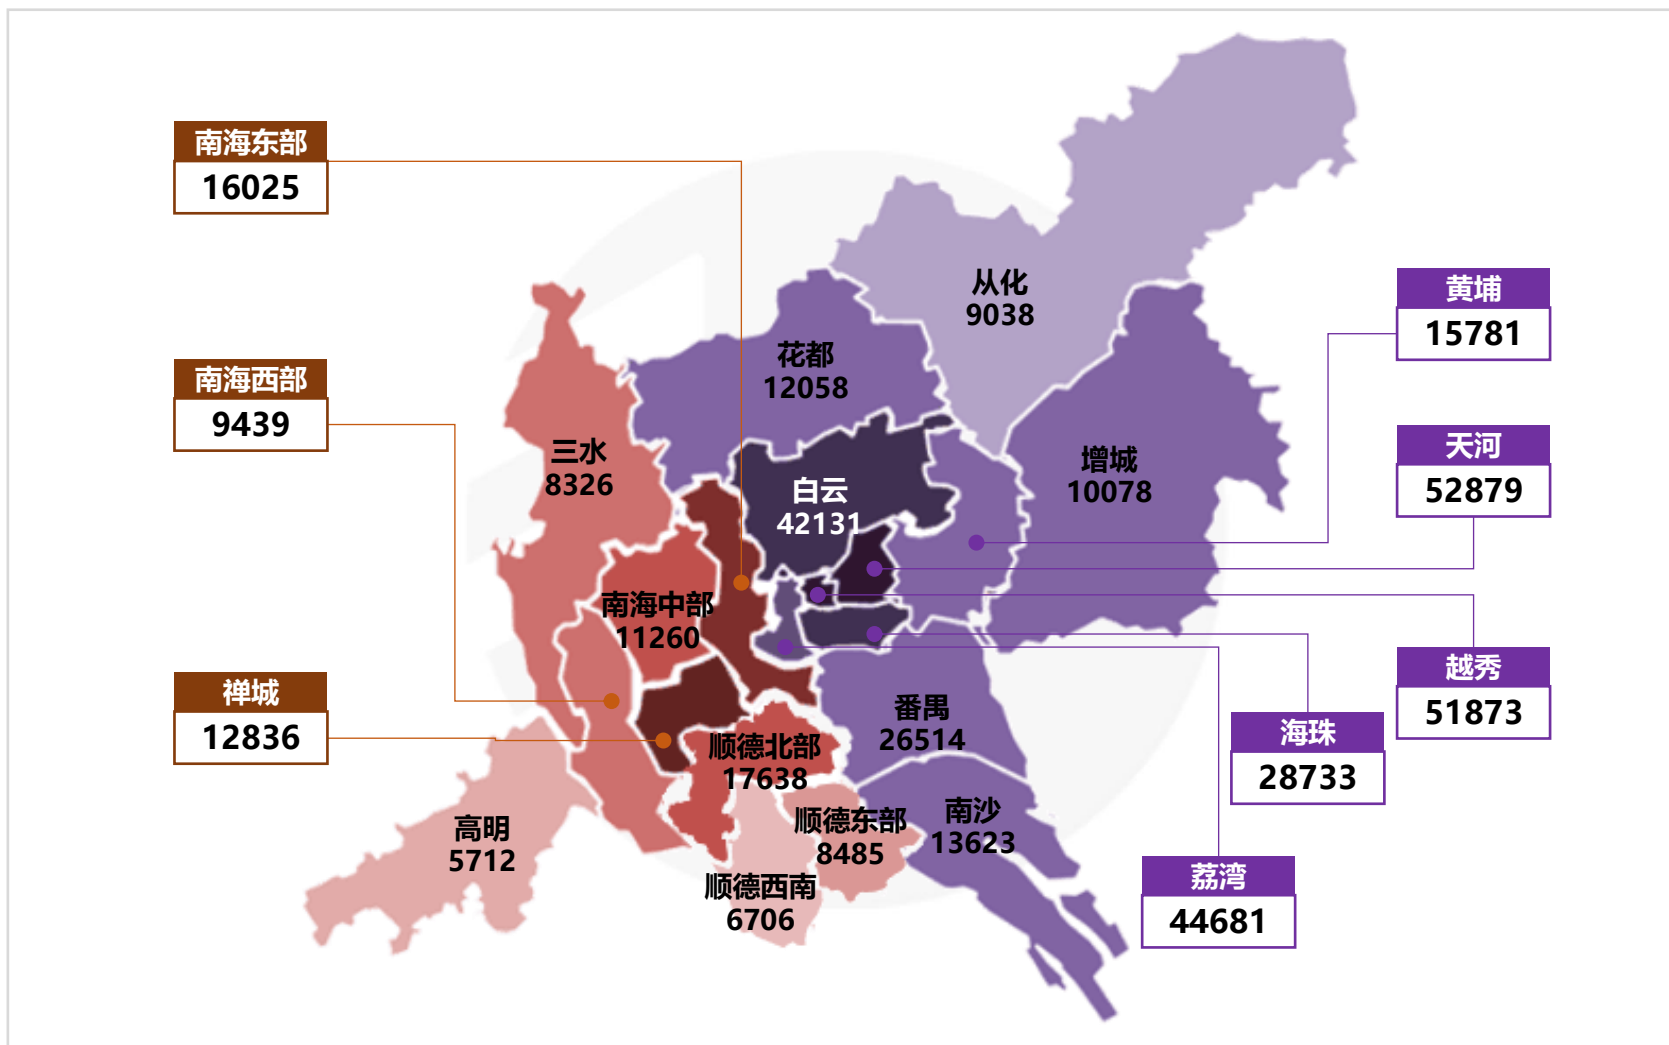 南海东部
16025
南海西部
9439
禅城
12836
从化
9038
花都
12058
三水
8326
白云
42131
增城
10078
南海中部
11260
番禺
26514
顺德北部
17638
南沙
13623
顺德东部
8485
高明
5712
顺德西南
6706
黄埔
15781
天河
52879
越秀
51873
海珠
28733
荔湾
44681